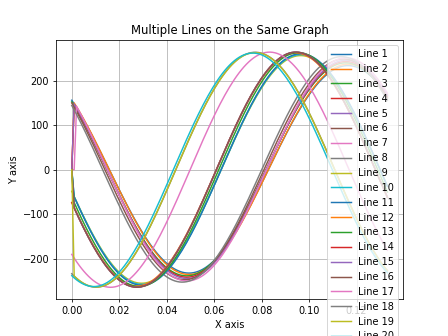 Multiple Lines on the Same Graph
Y axis
200
100
0
−100
−200
0.00
0.02
0.04
0.06
0.08
0.10
X axis
Line 1
Line 2
Line 3
Line 4
Line 5
Line 6
Line 7
Line 8
Line 9
Line 10
Line 11
Line 12
Line 13
Line 14
Line 15
Line 16
Line 17
Line 18
Line 19
Line 20